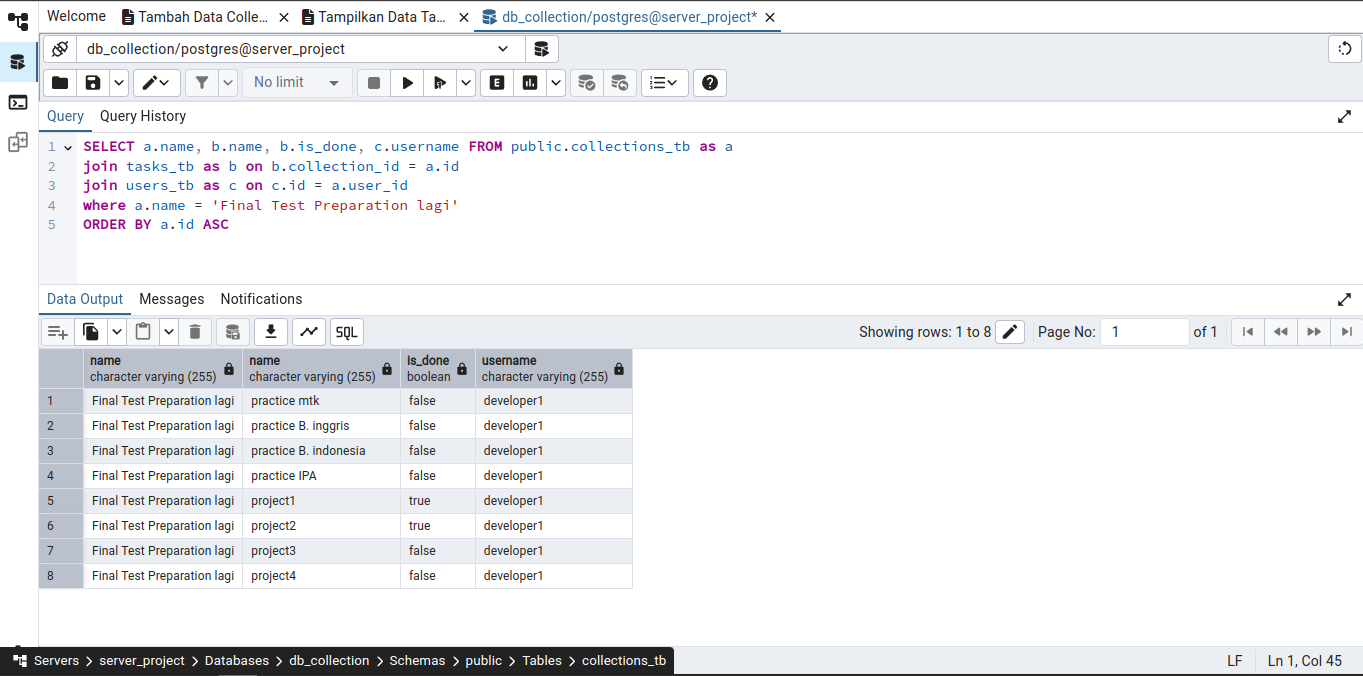 Welcome Tambah Data Colle... Tampilkan Data Ta... db_collection/postgres@server_project*
db_collection/postgres@server_project
No limit E
Query Query History
1 SELECT a.name, b.name, b.is_done, c.username FROM public.collections_tb as a
2 join tasks_tb as b on b.collection_id = a.id
3 join users_tb as c on c.id = a.user_id
4 where a.name = 'Final Test Preparation lagi'
5 ORDER BY a.id ASC
Data Output Messages Notifications
SQL Showing rows: 1 to 8 Page No: 1 of 1
name name is_done username
character varying (255) character varying (255) boolean character varying (255)
1 Final Test Preparation lagi practice mtk false developer1
2 Final Test Preparation lagi practice B. inggris false developer1
3 Final Test Preparation lagi practice B. indonesia false developer1
4 Final Test Preparation lagi practice IPA false developer1
5 Final Test Preparation lagi project1 true developer1
6 Final Test Preparation lagi project2 true developer1
7 Final Test Preparation lagi project3 false developer1
8 Final Test Preparation lagi project4 false developer1
Servers > server_project > Databases > db_collection > Schemas > public > Tables > collections_tb LF Ln 1, Col 45